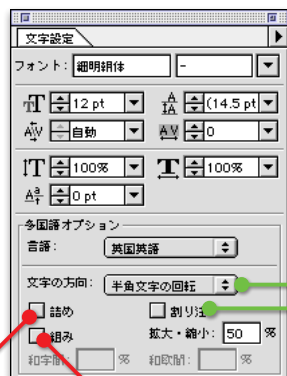 文字設定
フォント: 細明朝体 -
12 pt (14.5 pt
自動 0
100% 100%
0 pt
多国語オプション
言語: 英国英語
文字の方向: 半角文字の回転
詰め 割り注
組み 拡大・縮小: 50 %
和字間: % 和欧間: %